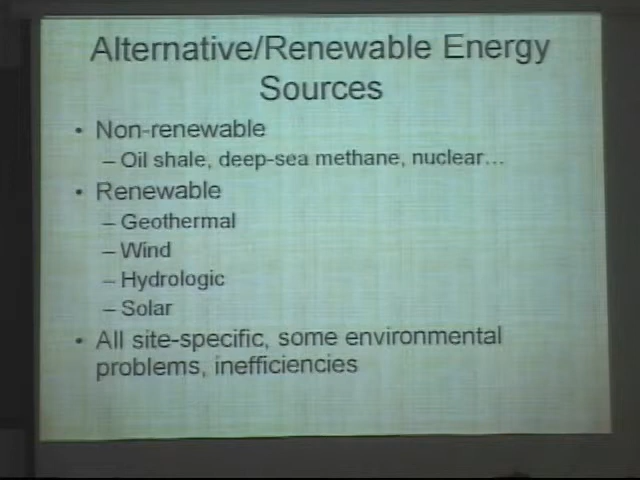 Alternative/Renewable Energy
Sources
• Non-renewable
– Oil shale, deep-sea methane, nuclear…
• Renewable
– Geothermal
– Wind
– Hydrologic
– Solar
• All site-specific, some environmental
problems, inefficiencies